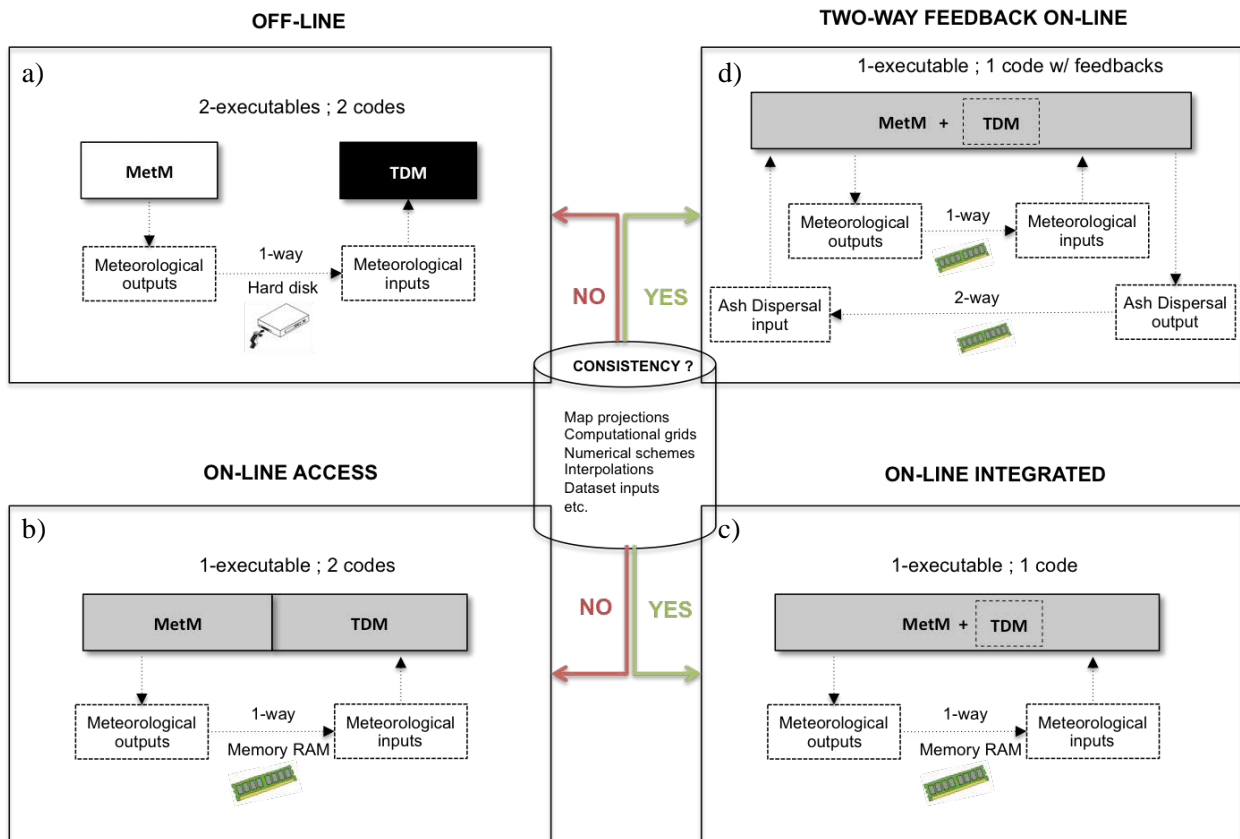 OFF-LINE
a)
2-executables ; 2 codes
MetM
TDM
Meteorological
outputs
1-way
Hard disk
Meteorological
inputs
TWO-WAY FEEDBACK ON-LINE
d)
1-executable ; 1 code w/ feedbacks
MetM + TDM
Meteorological
outputs
1-way
Meteorological
inputs
Ash Dispersal
input
2-way
Ash Dispersal
output
NO
YES
CONSISTENCY ?
Map projections
Computational grids
Numerical schemes
Interpolations
Dataset inputs
etc.
NO
YES
ON-LINE ACCESS
b)
1-executable ; 2 codes
MetM
TDM
Meteorological
outputs
1-way
Memory RAM
Meteorological
inputs
ON-LINE INTEGRATED
c)
1-executable ; 1 code
MetM + TDM
Meteorological
outputs
1-way
Memory RAM
Meteorological
inputs